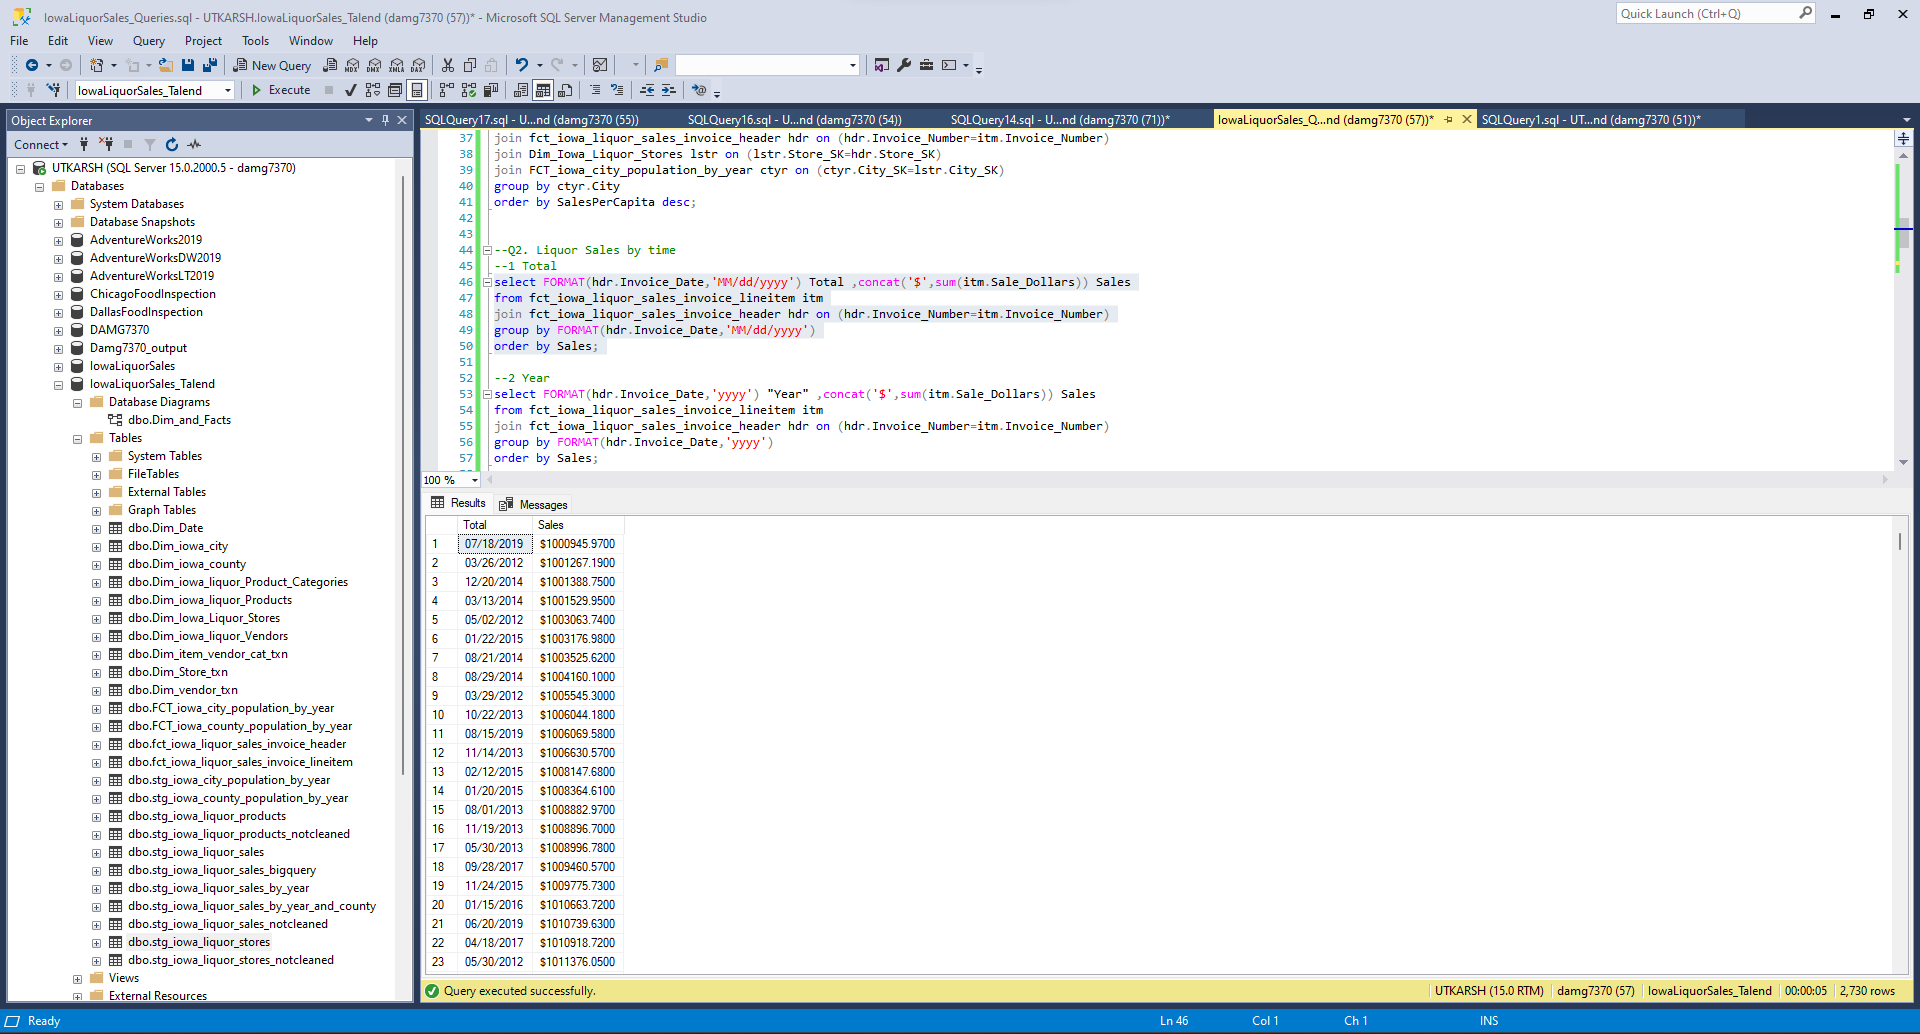 IowaLiquorSales_Queries.sql - UTKARSH.IowaLiquorSales_Talend (damg7370 (57))* - Microsoft SQL Server Management Studio
Quick Launch (Ctrl+Q)
File Edit View Query Project Tools Window Help
New Query
MDX DMX XMLA DAX
IowaLiquorSales_Talend
Execute
Object Explorer
Connect
UTKARSH (SQL Server 15.0.2000.5 - damg7370)
Databases
System Databases
Database Snapshots
AdventureWorks2019
AdventureWorksDW2019
AdventureWorksLT2019
ChicagoFoodInspection
DallasFoodInspection
DAMG7370
Damg7370_output
IowaLiquorSales
IowaLiquorSales_Talend
Database Diagrams
dbo.Dim_and_Facts
Tables
System Tables
FileTables
External Tables
Graph Tables
dbo.Dim_Date
dbo.Dim_iowa_city
dbo.Dim_iowa_county
dbo.Dim_iowa_liquor_Product_Categories
dbo.Dim_iowa_liquor_Products
dbo.Dim_Iowa_Liquor_Stores
dbo.Dim_iowa_liquor_Vendors
dbo.Dim_item_vendor_cat_txn
dbo.Dim_Store_txn
dbo.Dim_vendor_txn
dbo.FCT_iowa_city_population_by_year
dbo.FCT_iowa_county_population_by_year
dbo.fct_iowa_liquor_sales_invoice_header
dbo.fct_iowa_liquor_sales_invoice_lineitem
dbo.stg_iowa_city_population_by_year
dbo.stg_iowa_county_population_by_year
dbo.stg_iowa_liquor_products
dbo.stg_iowa_liquor_products_notcleaned
dbo.stg_iowa_liquor_sales
dbo.stg_iowa_liquor_sales_bigquery
dbo.stg_iowa_liquor_sales_by_year
dbo.stg_iowa_liquor_sales_by_year_and_county
dbo.stg_iowa_liquor_sales_notcleaned
dbo.stg_iowa_liquor_stores
dbo.stg_iowa_liquor_stores_notcleaned
Views
External Resources
SQLQuery17.sql - U...nd (damg7370 (55)) SQLQuery16.sql - U...nd (damg7370 (54)) SQLQuery14.sql - U...nd (damg7370 (71))* IowaLiquorSales_Q...nd (damg7370 (57))* SQLQuery1.sql - UT...nd (damg7370 (51))*
37 join fct_iowa_liquor_sales_invoice_header hdr on (hdr.Invoice_Number=itm.Invoice_Number)
38 join Dim_Iowa_Liquor_Stores lstr on (lstr.Store_SK=hdr.Store_SK)
39 join FCT_iowa_city_population_by_year ctyr on (ctyr.City_SK=lstr.City_SK)
40 group by ctyr.City
41 order by SalesPerCapita desc;
42
43
44 --Q2. Liquor Sales by time
45 --1 Total
46 select FORMAT(hdr.Invoice_Date,'MM/dd/yyyy') Total ,concat('$',sum(itm.Sale_Dollars)) Sales
47 from fct_iowa_liquor_sales_invoice_lineitem itm
48 join fct_iowa_liquor_sales_invoice_header hdr on (hdr.Invoice_Number=itm.Invoice_Number)
49 group by FORMAT(hdr.Invoice_Date,'MM/dd/yyyy')
50 order by Sales;
51
52 --2 Year
53 select FORMAT(hdr.Invoice_Date,'yyyy') "Year" ,concat('$',sum(itm.Sale_Dollars)) Sales
54 from fct_iowa_liquor_sales_invoice_lineitem itm
55 join fct_iowa_liquor_sales_invoice_header hdr on (hdr.Invoice_Number=itm.Invoice_Number)
56 group by FORMAT(hdr.Invoice_Date,'yyyy')
57 order by Sales;
100 %
Results Messages
Total Sales
1 07/18/2019 $1000945.9700
2 03/26/2012 $1001267.1900
3 12/20/2014 $1001388.7500
4 03/13/2014 $1001529.9500
5 05/02/2012 $1003063.7400
6 01/22/2015 $1003176.9800
7 08/21/2014 $1003525.6200
8 08/29/2014 $1004160.1000
9 03/29/2012 $1005545.3000
10 10/22/2013 $1006044.1800
11 08/15/2019 $1006069.5800
12 11/14/2013 $1006630.5700
13 02/12/2015 $1008147.6800
14 01/20/2015 $1008364.6100
15 08/01/2013 $1008882.9700
16 11/19/2013 $1008896.7000
17 05/30/2013 $1008996.7800
18 09/28/2017 $1009460.5700
19 11/24/2015 $1009775.7300
20 01/15/2016 $1010663.7200
21 06/20/2019 $1010739.6300
22 04/18/2017 $1010918.7200
23 05/30/2012 $1011376.0500
Query executed successfully.
UTKARSH (15.0 RTM) damg7370 (57) IowaLiquorSales_Talend 00:00:05 2,730 rows
Ready Ln 46 Col 1 Ch 1 INS